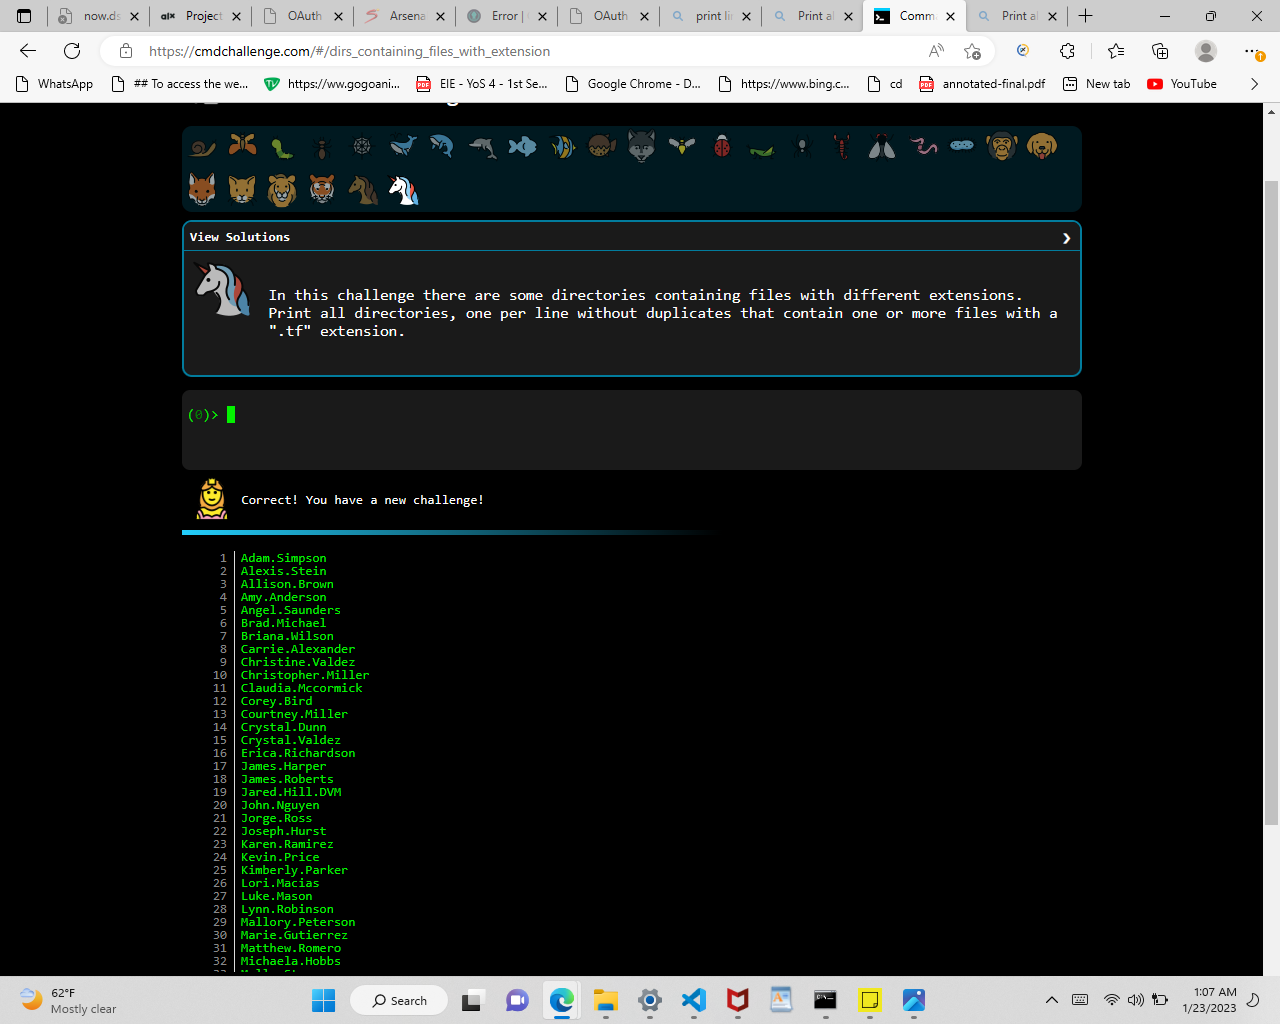 now.ds
Project
OAuth
Arsena
Error |
OAuth
print lin
Print al
Comm
Print al
https://cmdchallenge.com/#/dirs_containing_files_with_extension
WhatsApp
## To access the we...
https://ww.gogoani...
EIE - YoS 4 - 1st Se...
Google Chrome - D...
https://www.bing.c...
cd
annotated-final.pdf
New tab
YouTube
View Solutions
In this challenge there are some directories containing files with different extensions.
Print all directories, one per line without duplicates that contain one or more files with a
".tf" extension.
(0)>
Correct! You have a new challenge!
1 Adam.Simpson
2 Alexis.Stein
3 Allison.Brown
4 Amy.Anderson
5 Angel.Saunders
6 Brad.Michael
7 Briana.Wilson
8 Carrie.Alexander
9 Christine.Valdez
10 Christopher.Miller
11 Claudia.Mccormick
12 Corey.Bird
13 Courtney.Miller
14 Crystal.Dunn
15 Crystal.Valdez
16 Erica.Richardson
17 James.Harper
18 James.Roberts
19 Jared.Hill.DVM
20 John.Nguyen
21 Jorge.Ross
22 Joseph.Hurst
23 Karen.Ramirez
24 Kevin.Price
25 Kimberly.Parker
26 Lori.Macias
27 Luke.Mason
28 Lynn.Robinson
29 Mallory.Peterson
30 Marie.Gutierrez
31 Matthew.Romero
32 Michaela.Hobbs
62°F
Mostly clear
Search
1:07 AM
1/23/2023